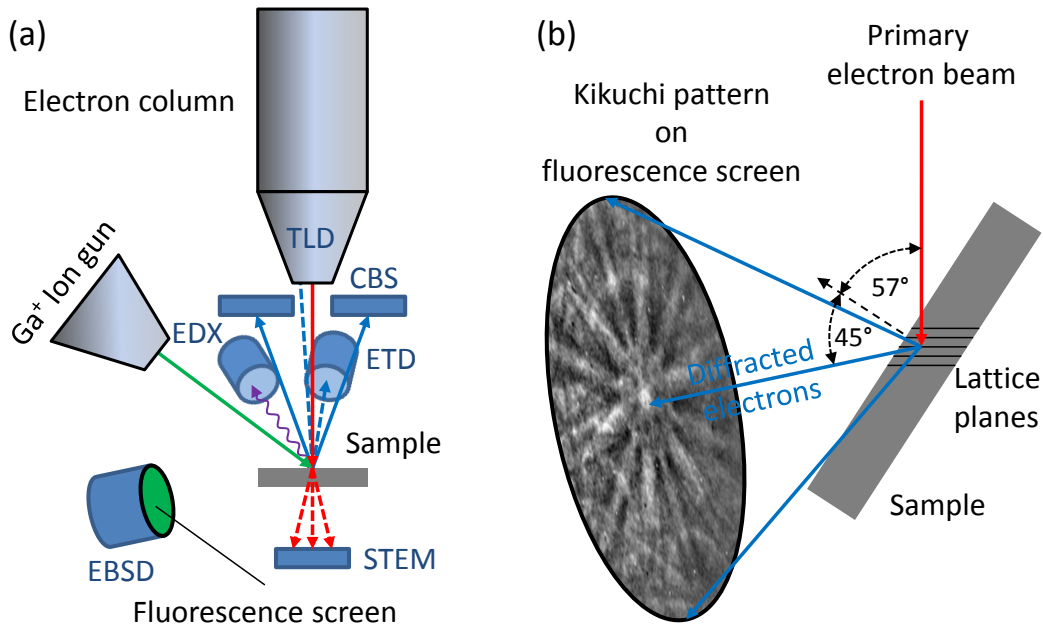 (a)
Electron column
TLD
Ga⁺ Ion gun
CBS
EDX
ETD
Sample
EBSD
STEM
Fluorescence screen
(b)
Primary
electron beam
Kikuchi pattern
on
fluorescence screen
57°
45°
Diffracted
electrons
Lattice
planes
Sample